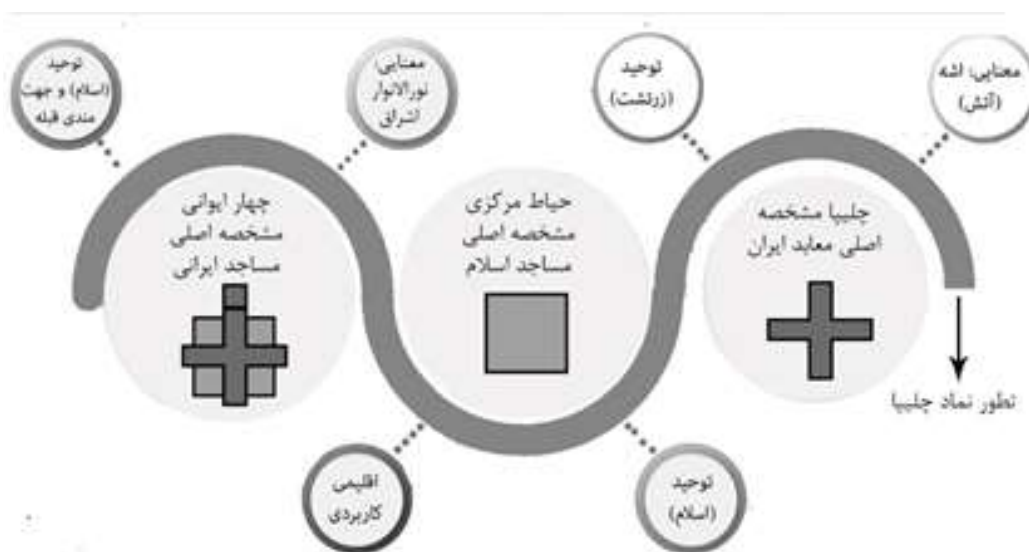 معنایی: اشه
(آتش)
توحید
(زرتشت)
معنایی:
نورالانوار
اشراق
توحید
(اسلام) و جهت
مندی قبله
چلیپا مشخصه
اصلی معابد ایران
حیاط مرکزی
مشخصه اصلی
مساجد اسلام
چهار ایوانی
مشخصه اصلی
مساجد ایرانی
تطور نماد چلیپا
توحید
(اسلام)
اقلیمی
کاربردی